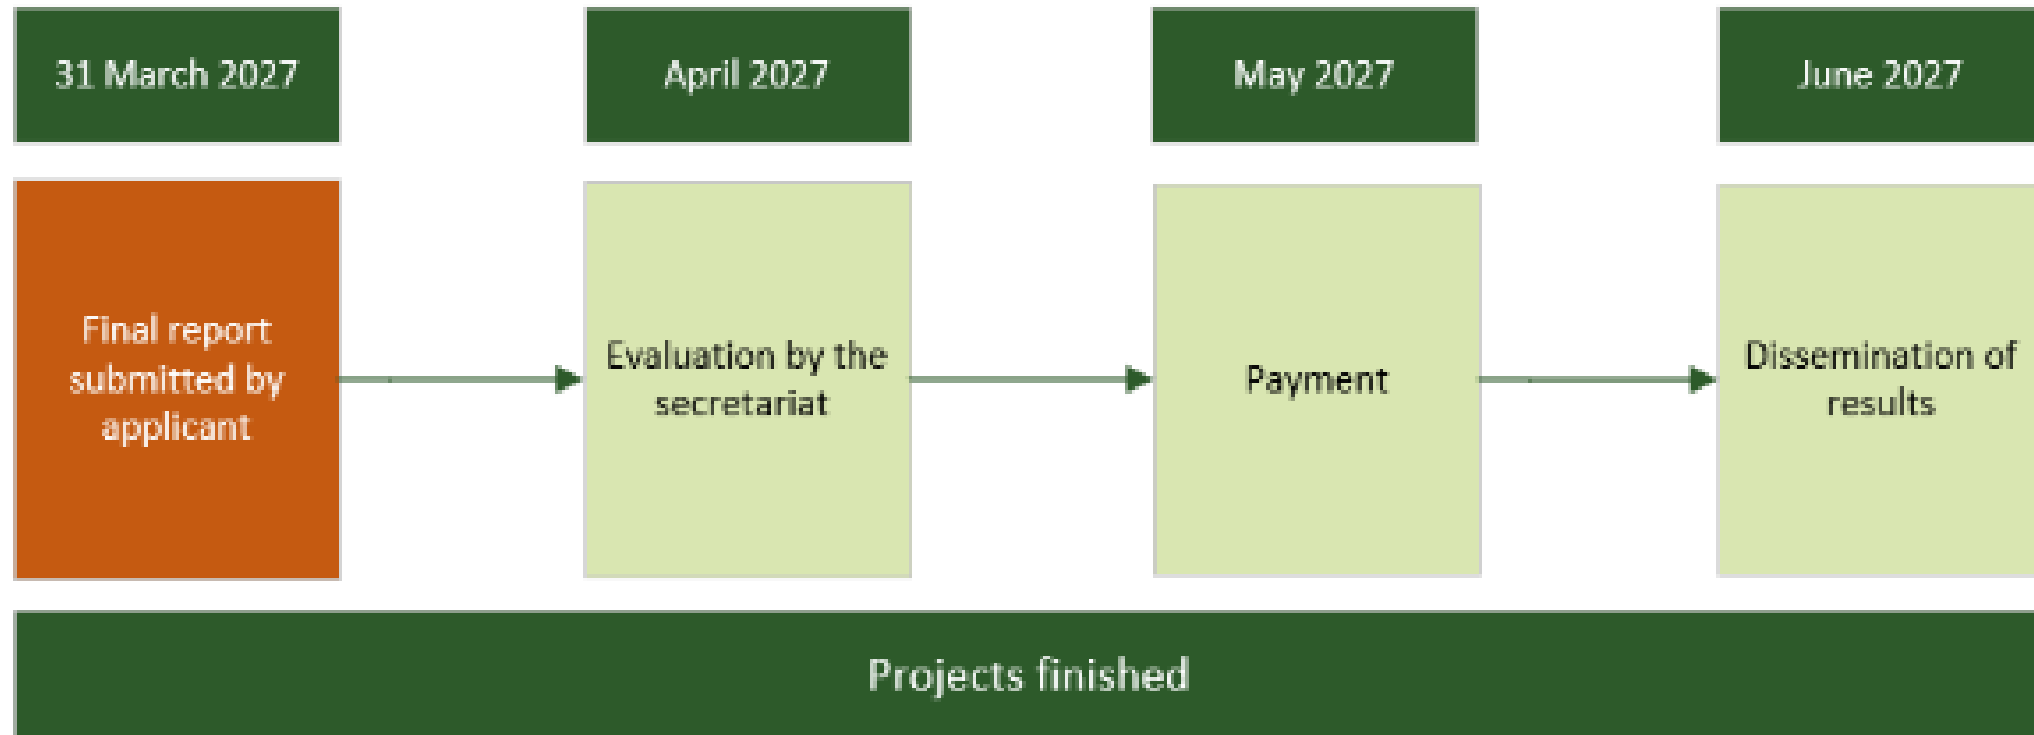 31 March 2027
April 2027
May 2027
June 2027
Final report
submitted by
applicant
Evaluation by the
secretariat
Payment
Dissemination of
results
Projects finished